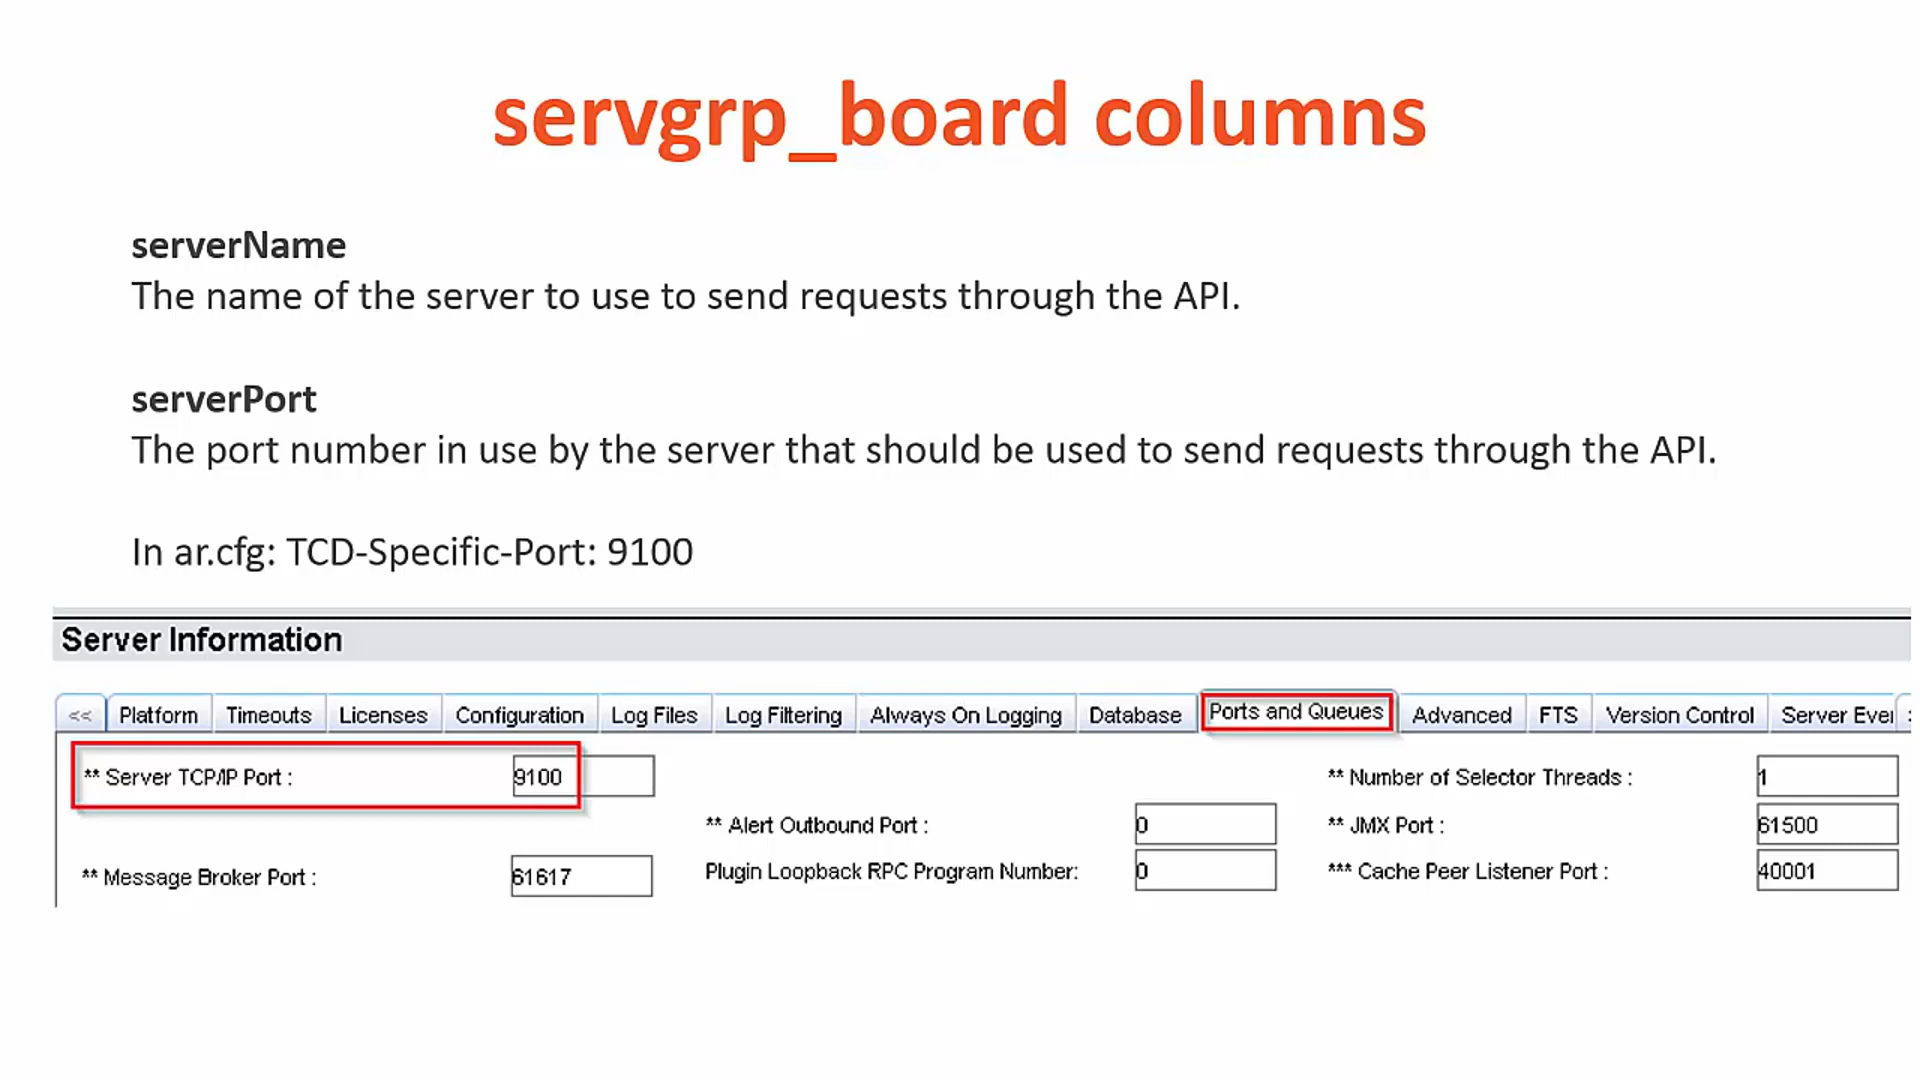 servgrp_board columns
serverName
The name of the server to use to send requests through the API.
serverPort
The port number in use by the server that should be used to send requests through the API.
In ar.cfg: TCD-Specific-Port: 9100
Server Information
<< Platform Timeouts Licenses Configuration Log Files Log Filtering Always On Logging Database Ports and Queues Advanced FTS Version Control Server Ever
** Server TCP/IP Port : 9100 ** Number of Selector Threads : 1
** Alert Outbound Port : 0 ** JMX Port : 61500
** Message Broker Port : 61617 Plugin Loopback RPC Program Number: 0 *** Cache Peer Listener Port : 40001